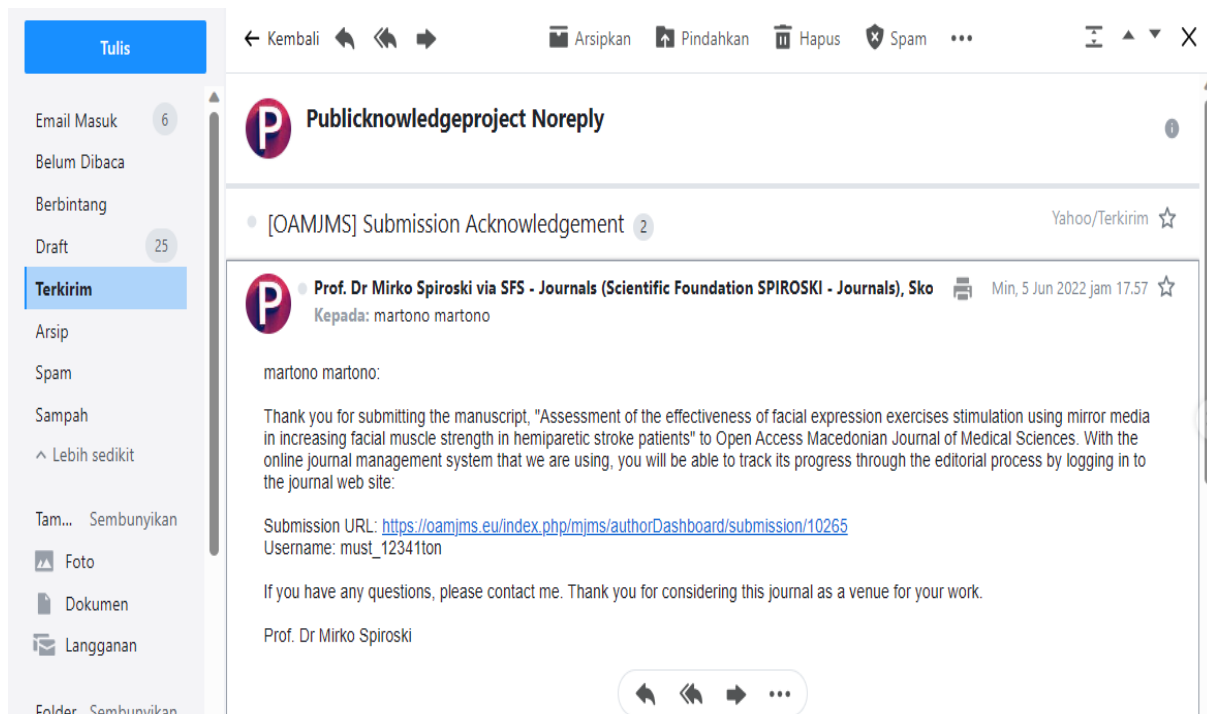 Tulis
Kembali
Arsipkan
Pindahkan
Hapus
Spam
Email Masuk 6
Belum Dibaca
Berbintang
Draft 25
Terkirim
Arsip
Spam
Sampah
Lebih sedikit
Tam... Sembunyikan
Foto
Dokumen
Langganan
Folder Sembunyikan
P
Publicknowledgeproject Noreply
[OAMJMS] Submission Acknowledgement 2
Yahoo/Terkirim
P
Prof. Dr Mirko Spiroski via SFS - Journals (Scientific Foundation SPIROSKI - Journals), Sko
Min, 5 Jun 2022 jam 17.57
Kepada: martono martono
martono martono:
Thank you for submitting the manuscript, "Assessment of the effectiveness of facial expression exercises stimulation using mirror media
in increasing facial muscle strength in hemiparetic stroke patients" to Open Access Macedonian Journal of Medical Sciences. With the
online journal management system that we are using, you will be able to track its progress through the editorial process by logging in to
the journal web site:
Submission URL: https://oamjms.eu/index.php/mjms/authorDashboard/submission/10265
Username: must_12341ton
If you have any questions, please contact me. Thank you for considering this journal as a venue for your work.
Prof. Dr Mirko Spiroski